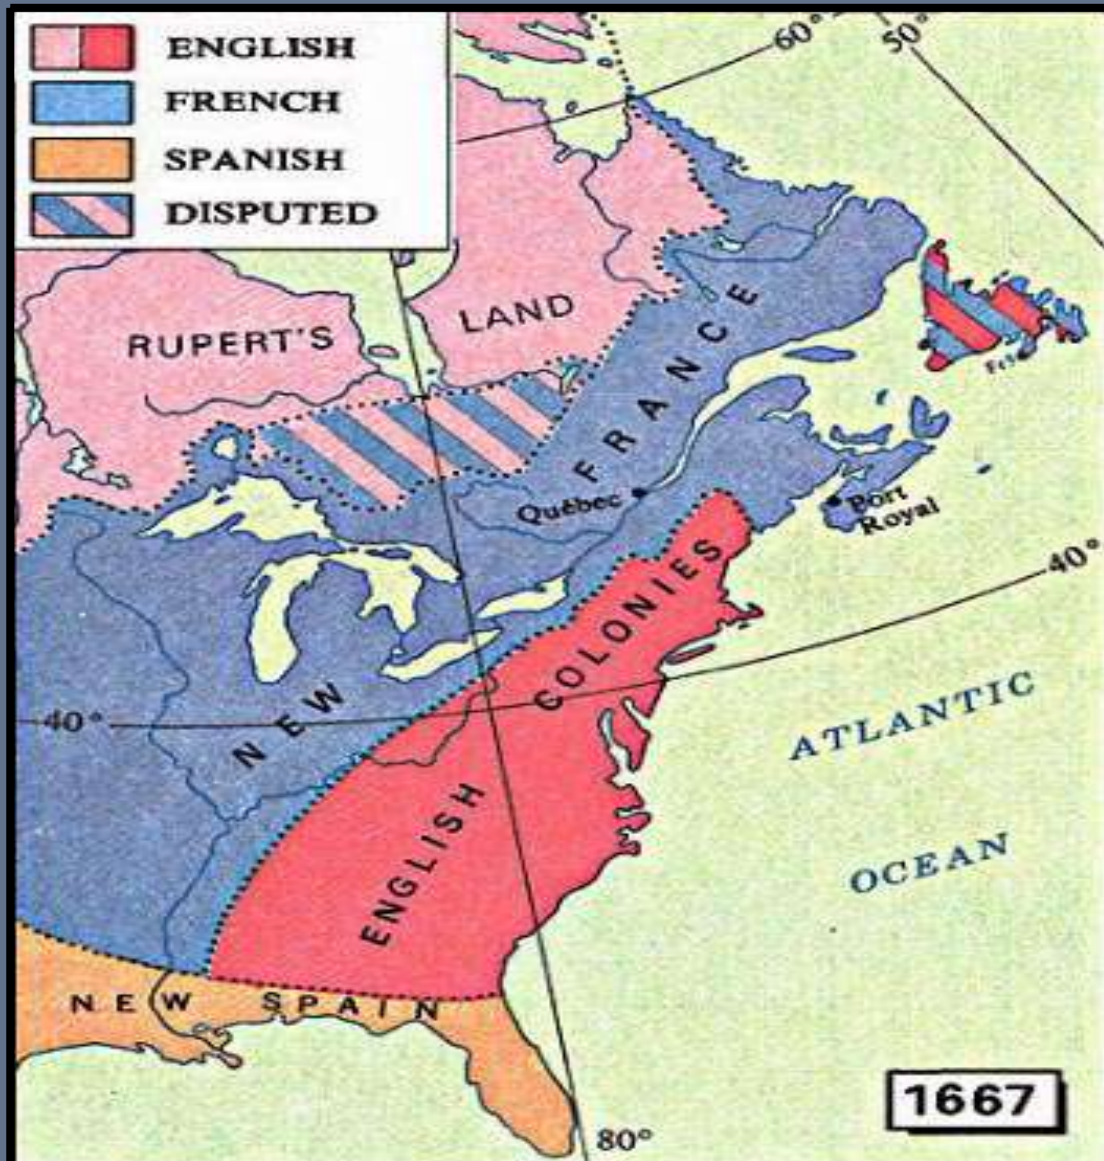 ENGLISH
FRENCH
SPANISH
DISPUTED
60°
50°
RUPERT'S
LAND
NEW
FRANCE
Québec
Port
Royal
40°
40°
ENGLISH
COLONIES
ATLANTIC
OCEAN
NEW SPAIN
1667
80°